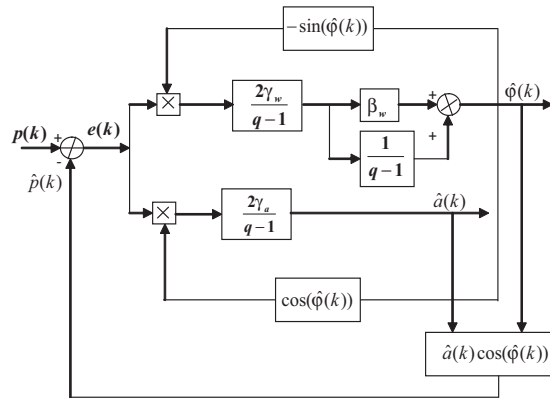 −sin(φ̂(k))
2γ_w
q−1
β_w
+
φ̂(k)
p(k)
+
e(k)
-
p̂(k)
1
q−1
+
2γ_a
q−1
â(k)
cos(φ̂(k))
â(k)cos(φ̂(k))